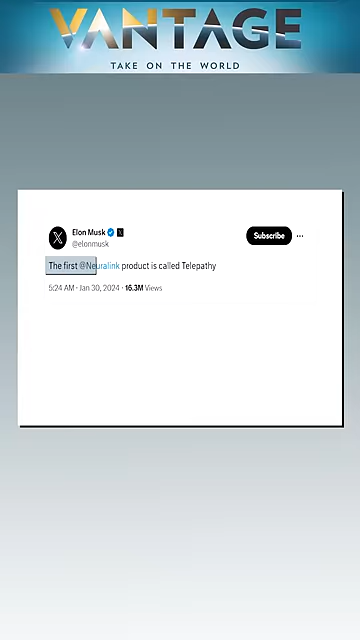 VANTAGE
TAKE ON THE WORLD
Elon Musk
Subscribe
@elonmusk
The first @Neuralink product is called Telepathy
5:24 AM · Jan 30, 2024 · 16.3M Views